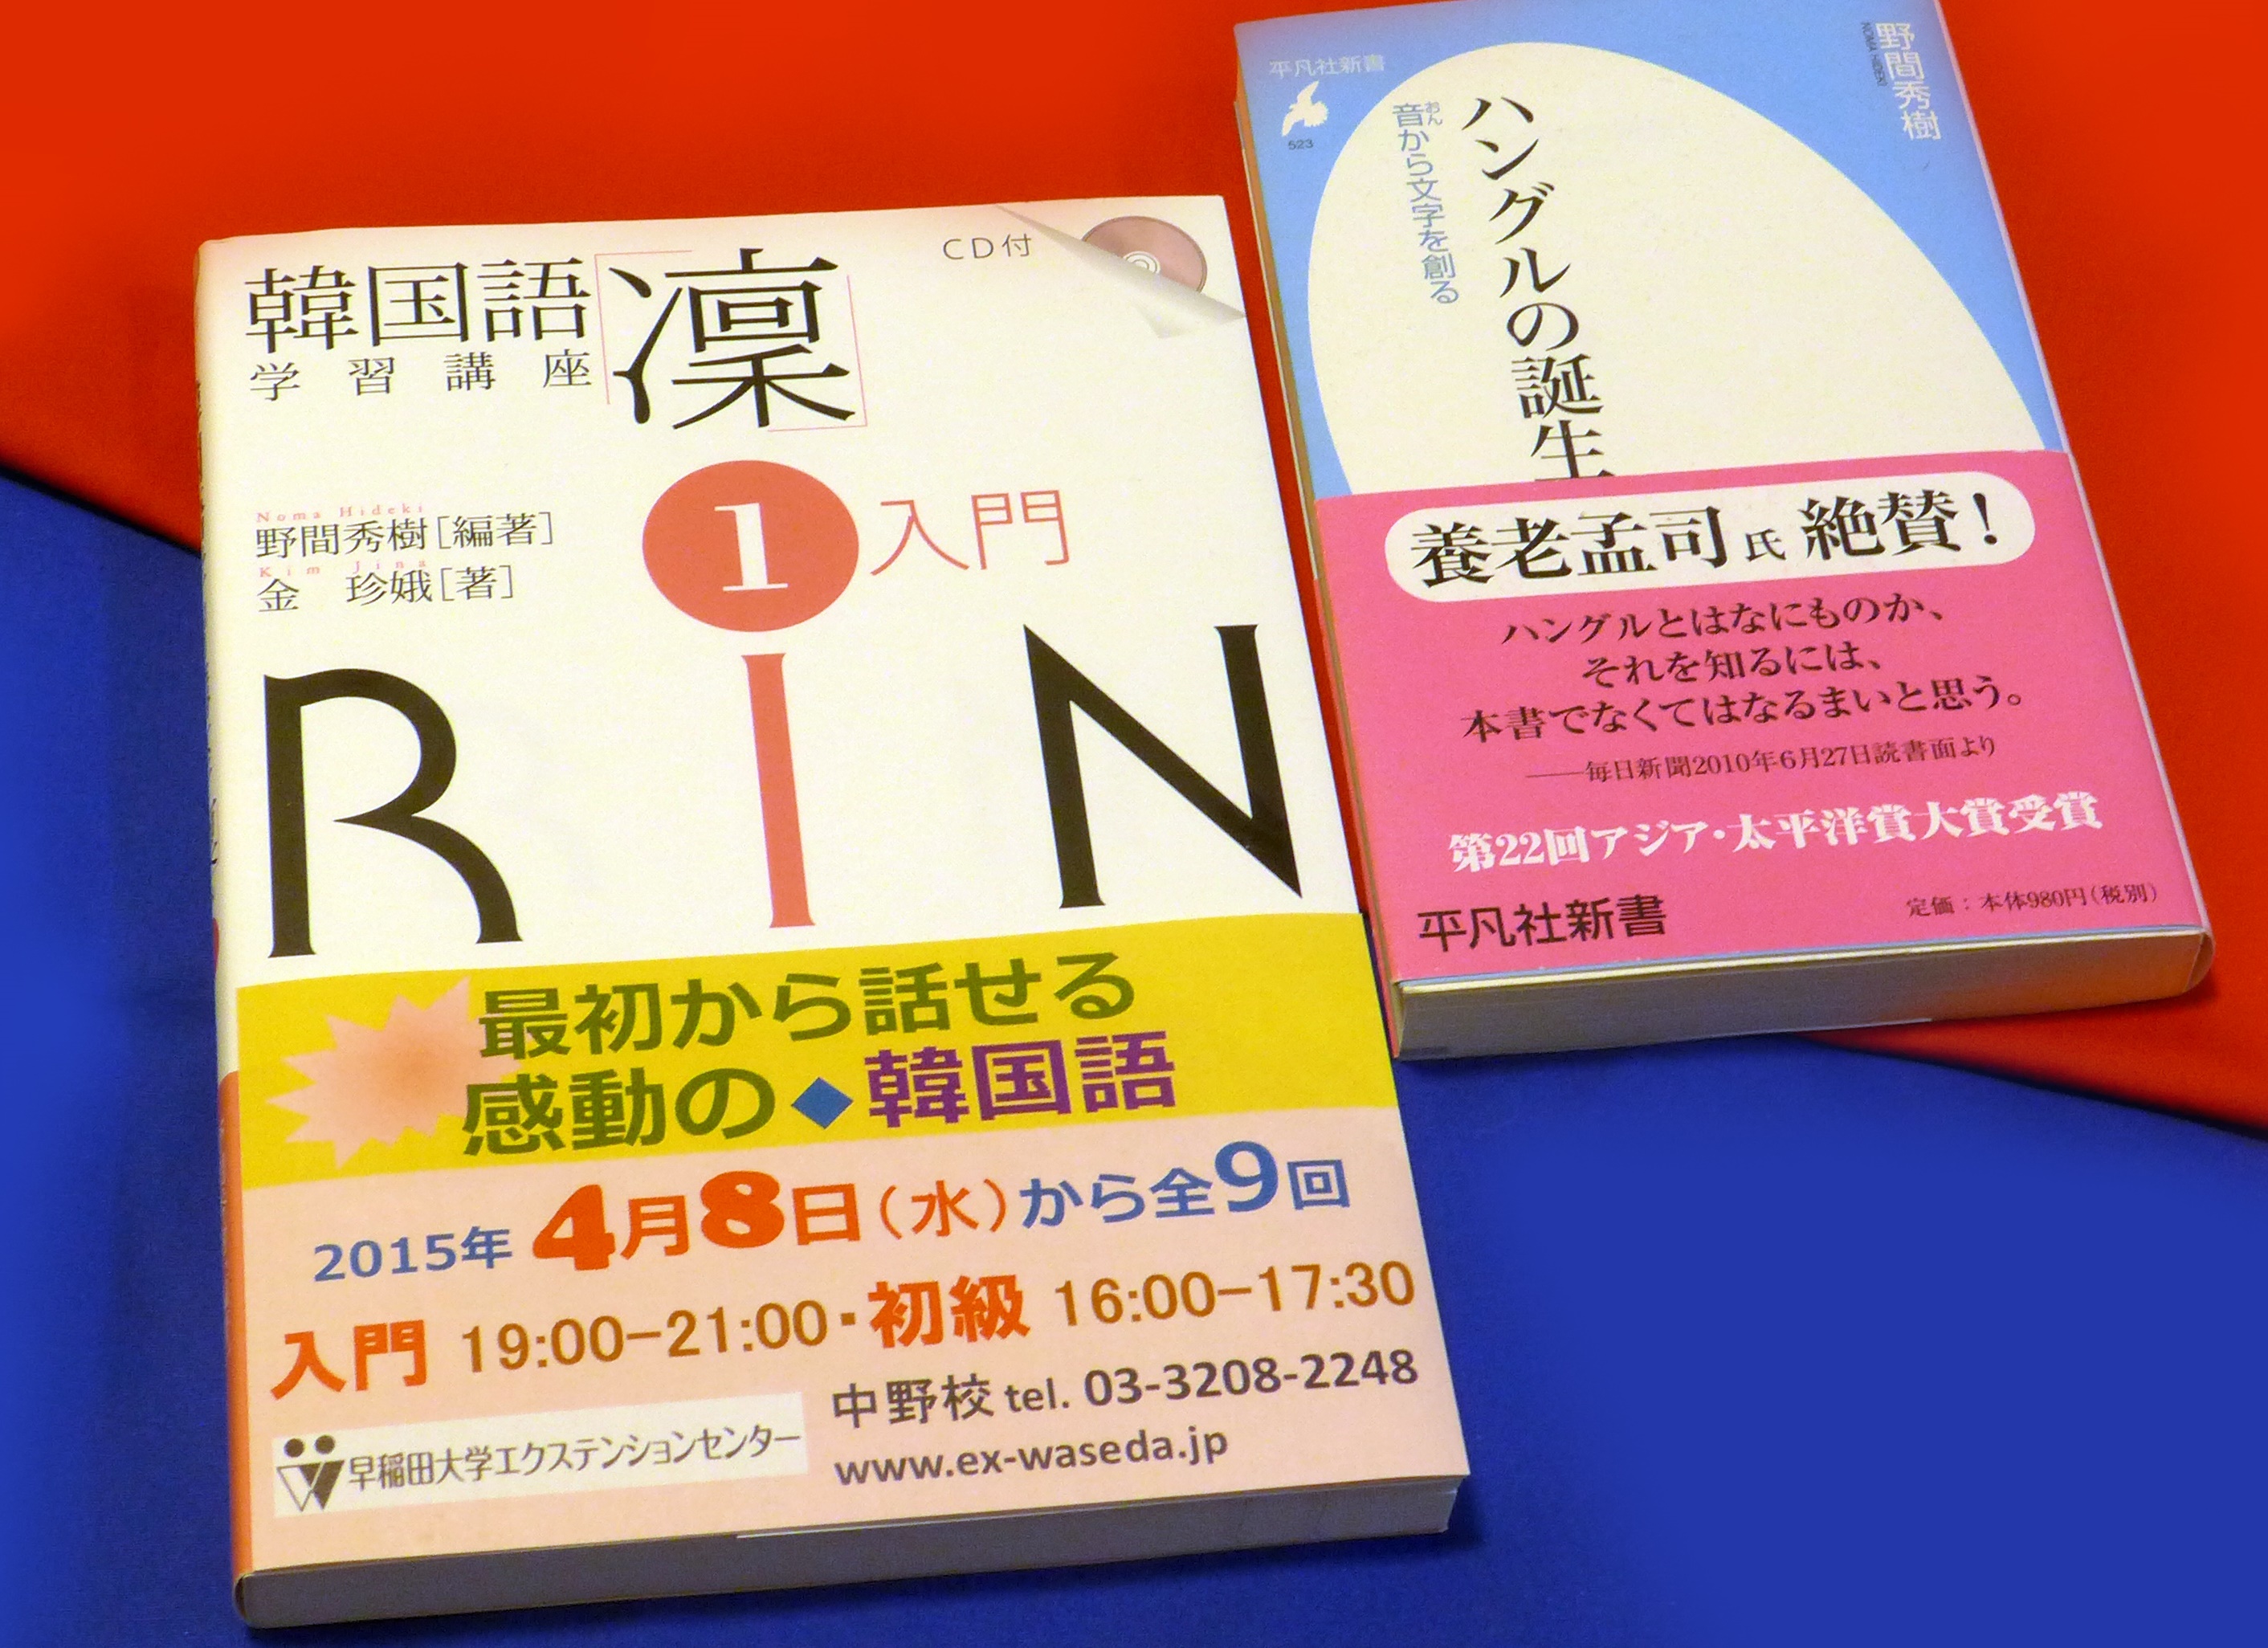 CD付
韓国語
学習講座
「凛」
1 入門
Noma Hideki
野間秀樹[編著]
Kim Jina
金 珍娥[著]
RIN
最初から話せる
感動の◆韓国語
2015年 4月8日(水)から全9回
入門 19:00-21:00・初級 16:00-17:30
早稲田大学エクステンションセンター
中野校 tel. 03-3208-2248
www.ex-waseda.jp
平凡社新書
523
野間秀樹
NOMA HIDEKI
ハングルの誕生
音から文字を創る
おん
養老孟司氏 絶賛!
ハングルとはなにものか、
それを知るには、
本書でなくてはなるまいと思う。
――毎日新聞2010年6月27日読書面より
第22回アジア・太平洋賞大賞受賞
平凡社新書
定価:本体980円(税別)